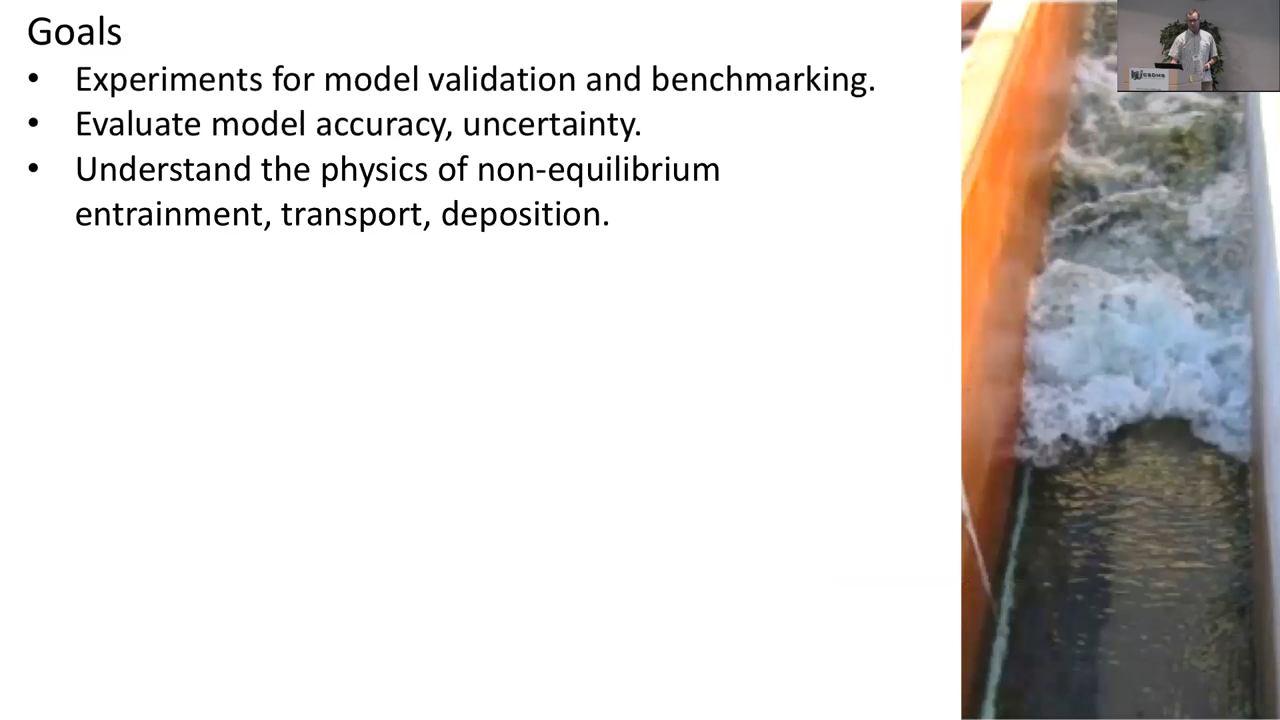 Goals
• Experiments for model validation and benchmarking.
• Evaluate model accuracy, uncertainty.
• Understand the physics of non-equilibrium
entrainment, transport, deposition.
CSDMS